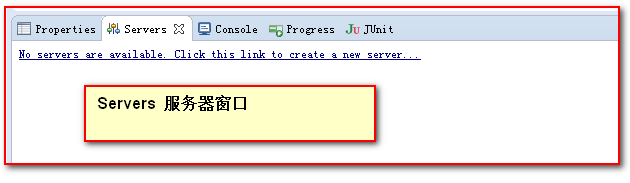 Properties Servers Console Progress JUnit
No servers are available. Click this link to create a new server...
Servers 服务器窗口